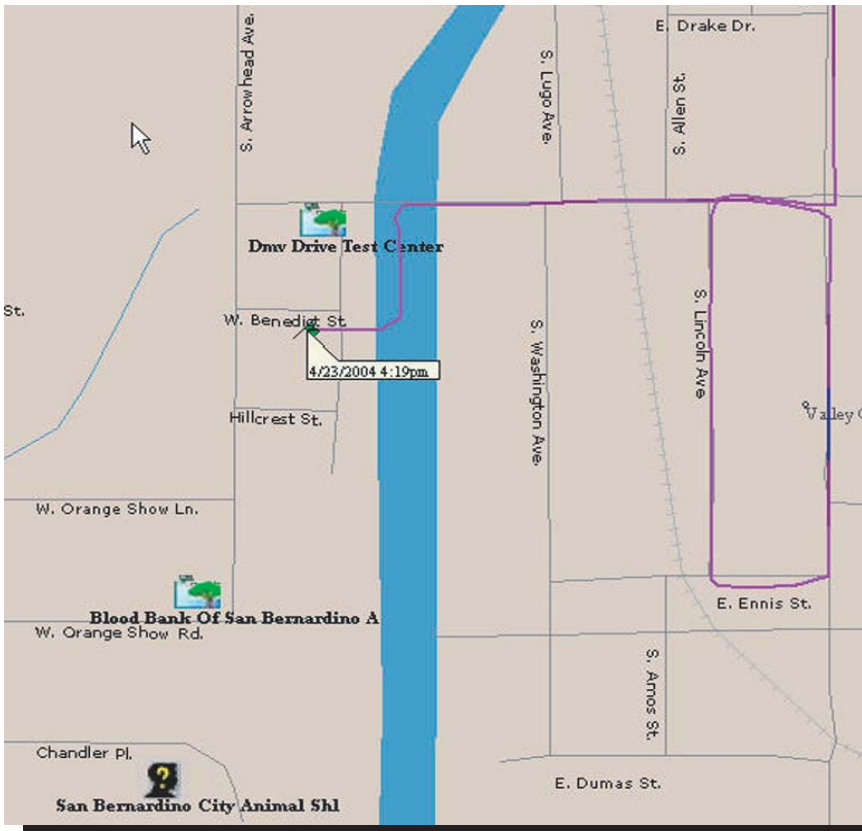 E. Drake Dr.
S. Arrowhead Ave.
S. Lugo Ave.
S. Allen St.
Dmv Drive Test Center
St.
W. Benedict St.
4/23/2004 4:19pm
S. Lincoln Ave
S. Washington Ave.
Valley
Hillcrest St.
W. Orange Show Ln.
E. Ennis St.
Blood Bank Of San Bernardino A
W. Orange Show Rd.
S. Amos St.
Chandler Pl.
E. Dumas St.
San Bernardino City Animal Shl